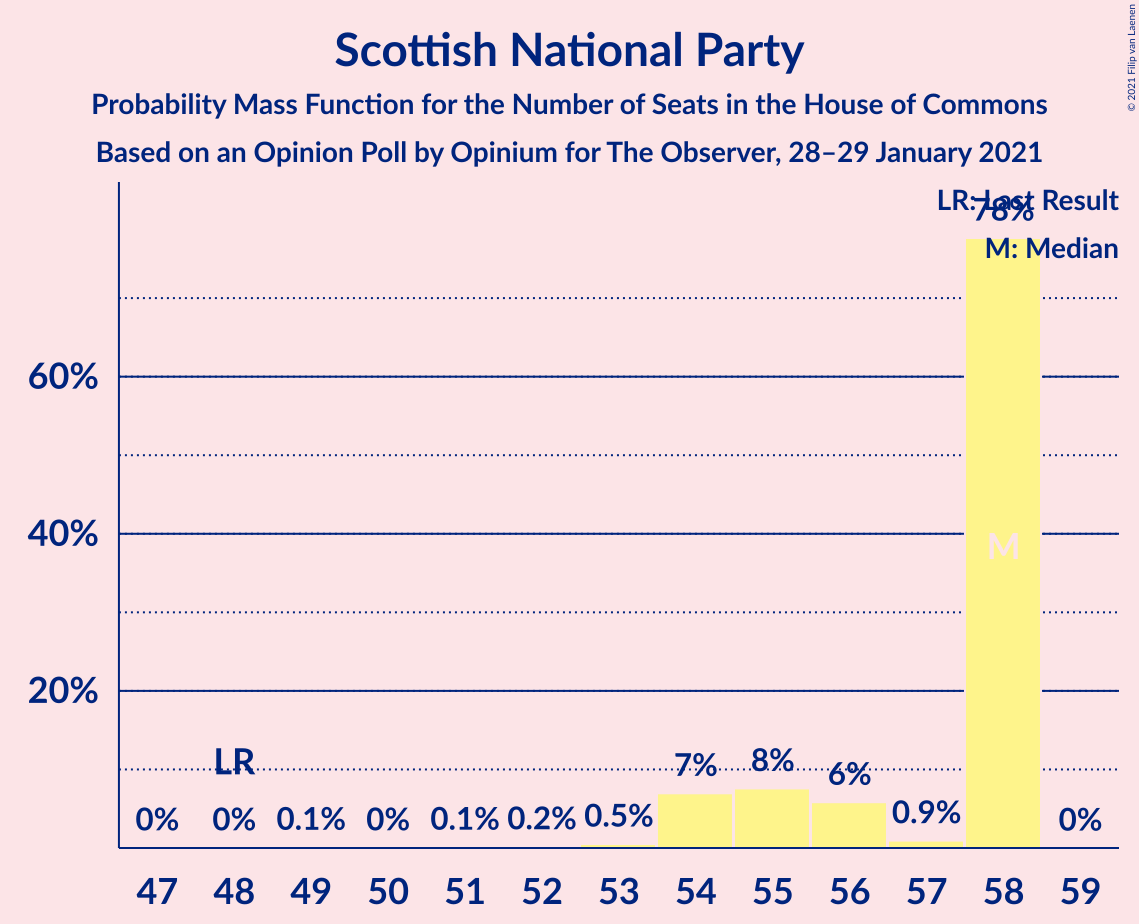 Scottish National Party
Probability Mass Function for the Number of Seats in the House of Commons
Based on an Opinion Poll by Opinium for The Observer, 28–29 January 2021
© 2021 Filip van Laenen
LR: Last Result
78%
M: Median
60%
40%
M
20%
LR
7%
8%
6%
0%
0%
0.1%
0%
0.1%
0.2%
0.5%
0.9%
0%
47 48 49 50 51 52 53 54 55 56 57 58 59